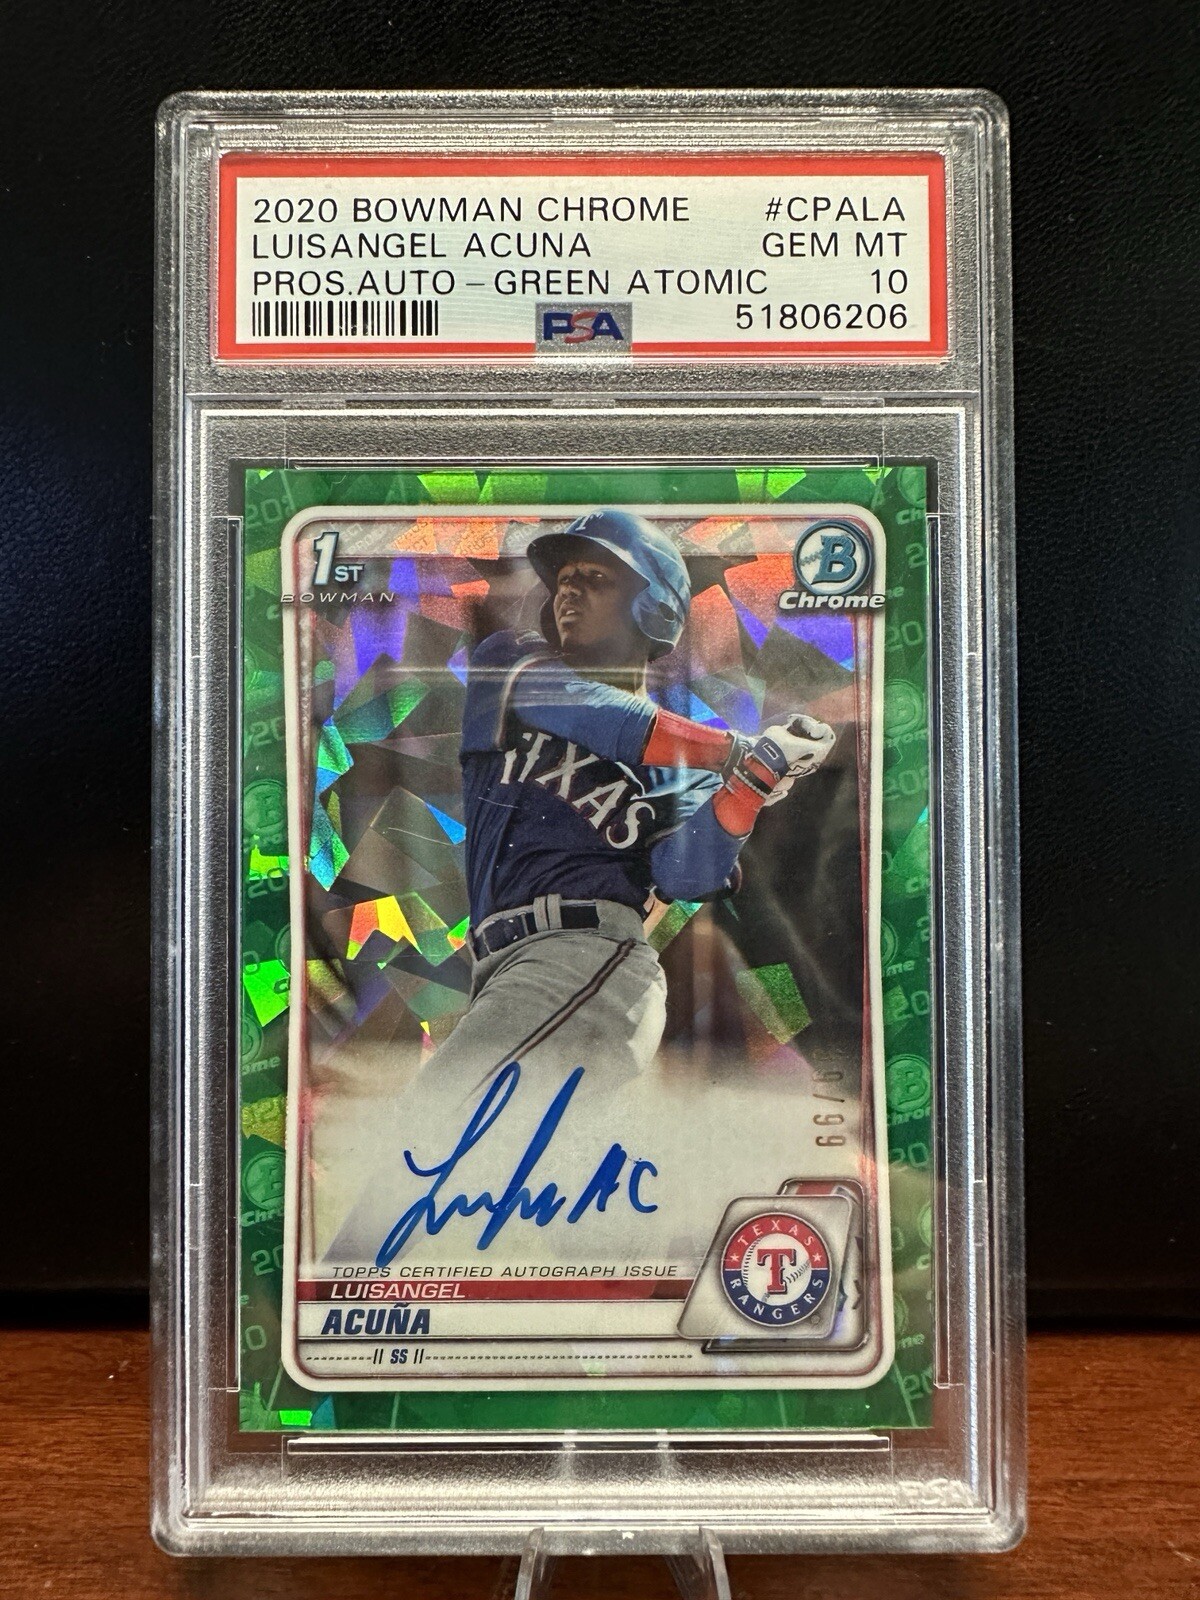 2020 BOWMAN CHROME #CPALA
LUISANGEL ACUNA GEM MT
PROS.AUTO – GREEN ATOMIC 10
PSA 51806206
1ST
BOWMAN
B
Chrome
T
TEXAS
/99
Topps Certified Autograph Issue
LUISANGEL
ACUÑA
SS
TEXAS
T
RANGERS
PSA